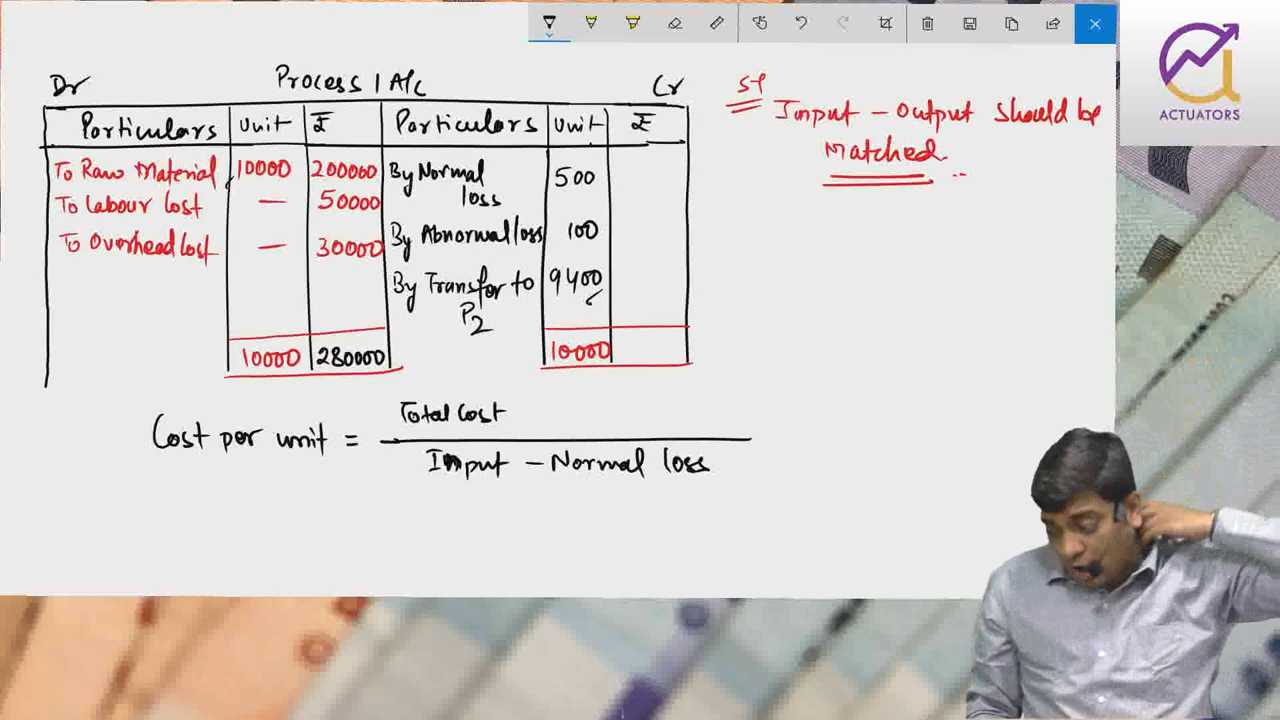 ACTUATORS
Dr Process 1 A/c Cr
Particulars Unit ₹ Particulars Unit ₹
To Raw Material 10000 200000 By Normal loss 500
To Labour cost — 50000 By Abnormal loss 100
To Overhead cost — 30000 By Transfer to P2 9400
10000 280000 10000
Input - Output should be
Matched.
Cost per unit = Total Cost
Input - Normal loss